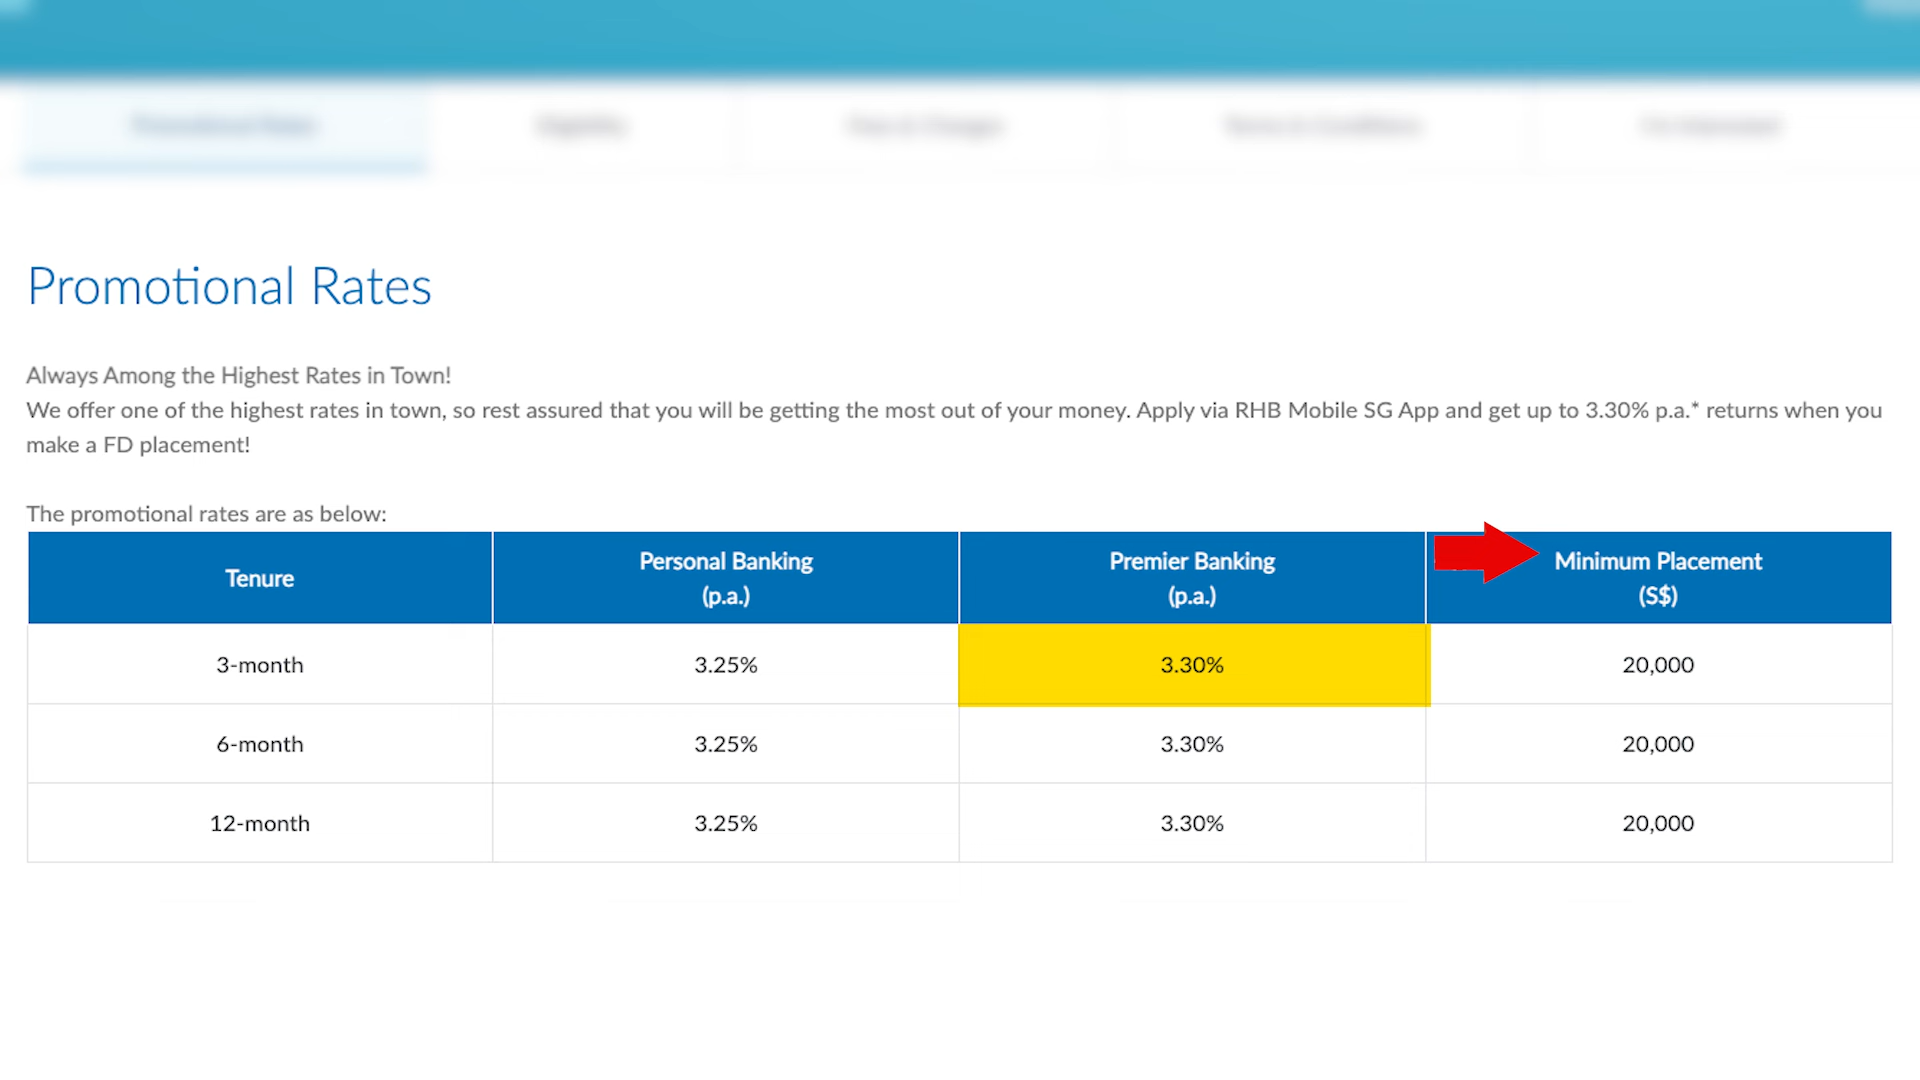 Promotional Rates
Always Among the Highest Rates in Town!
We offer one of the highest rates in town, so rest assured that you will be getting the most out of your money. Apply via RHB Mobile SG App and get up to 3.30% p.a.* returns when you
make a FD placement!
The promotional rates are as below:
Tenure Personal Banking (p.a.) Premier Banking (p.a.) Minimum Placement (S$)
3-month 3.25% 3.30% 20,000
6-month 3.25% 3.30% 20,000
12-month 3.25% 3.30% 20,000